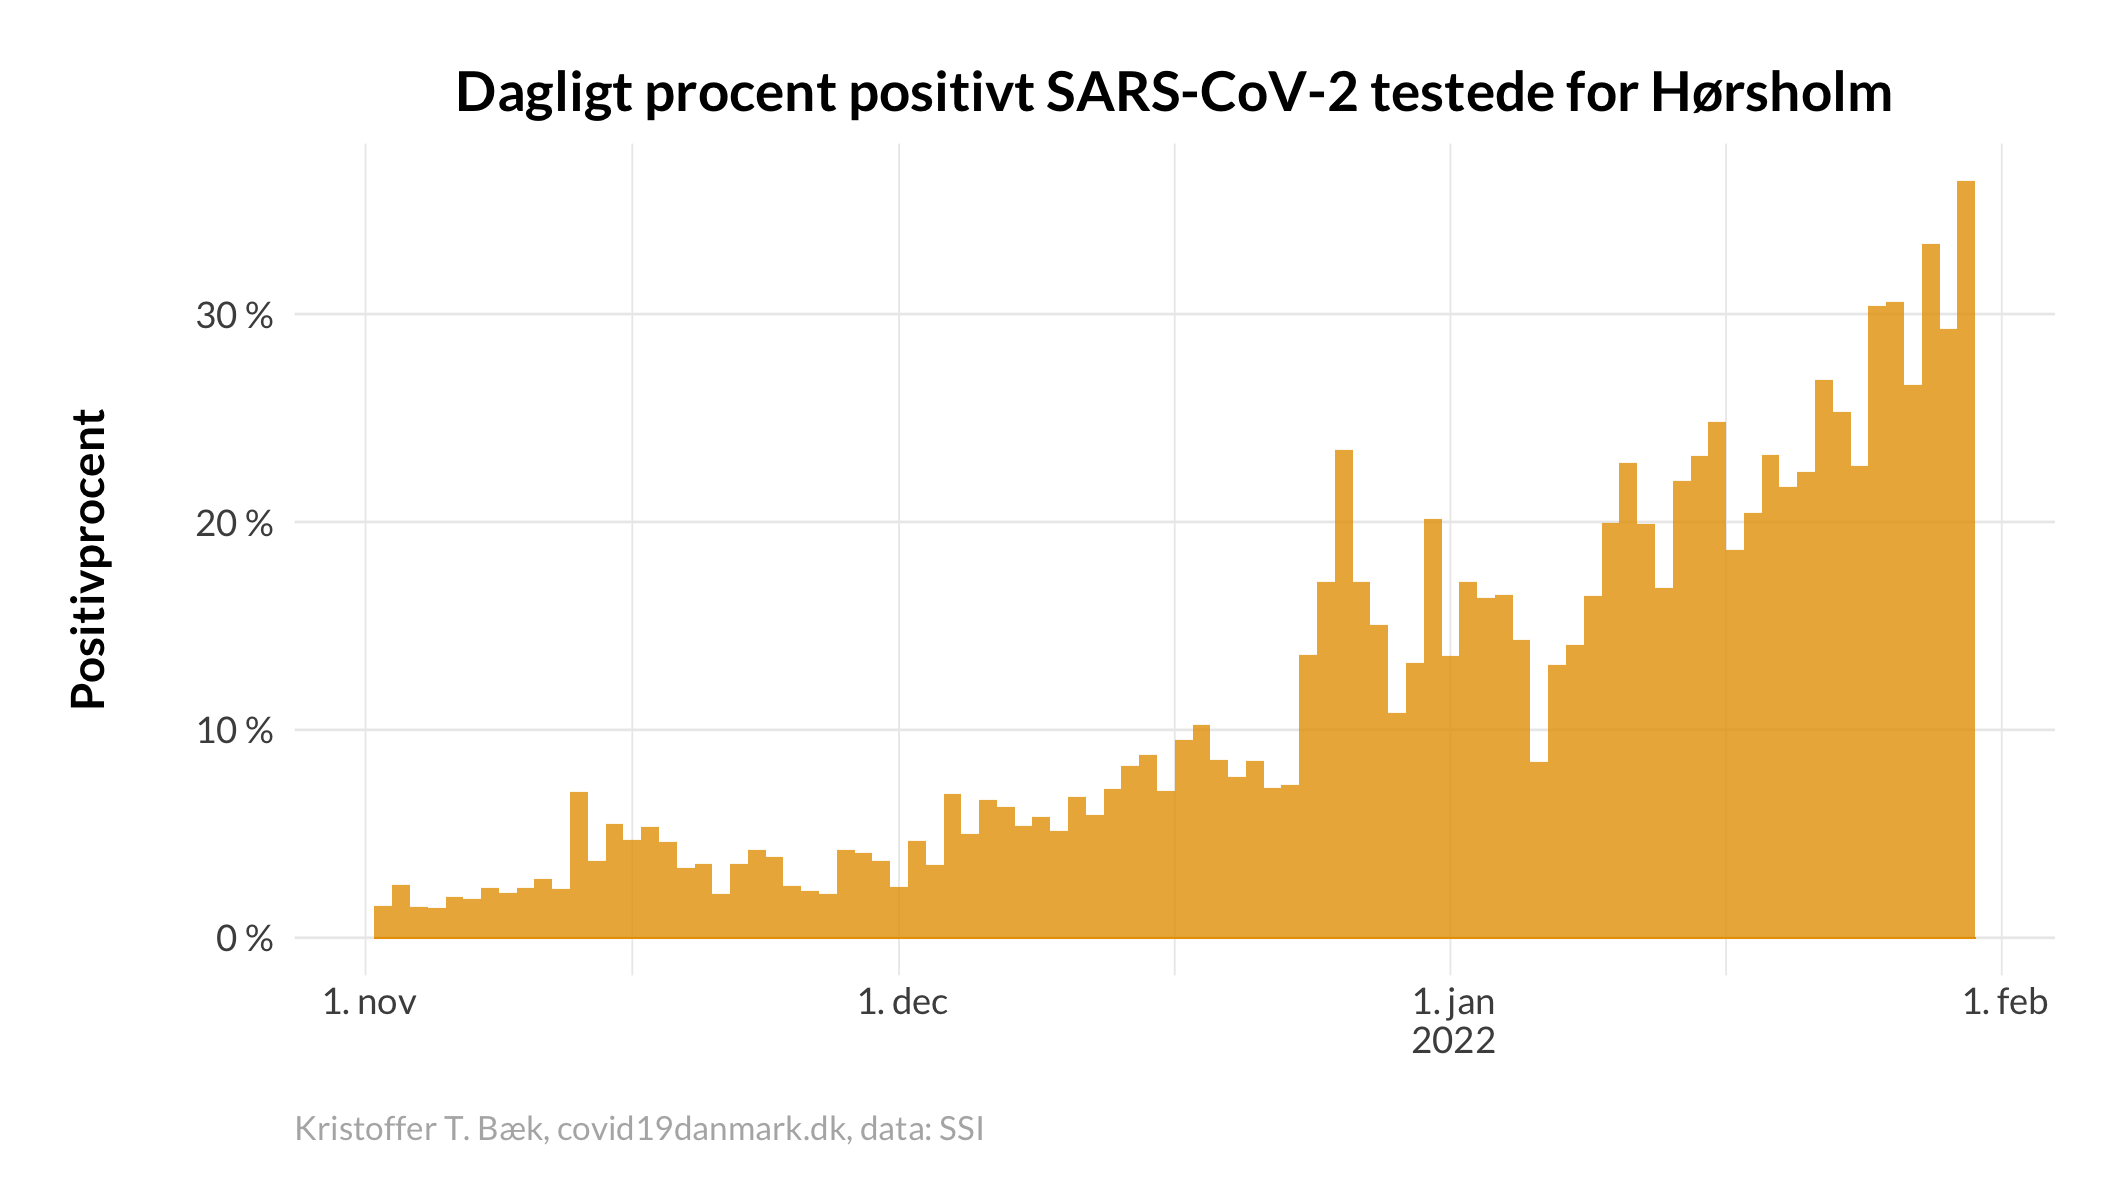 Dagligt procent positivt SARS-CoV-2 testede for Hørsholm
Positivprocent
30 %
20 %
10 %
0 %
1. nov
1. dec
1. jan
2022
1. feb
Kristoffer T. Bæk, covid19danmark.dk, data: SSI